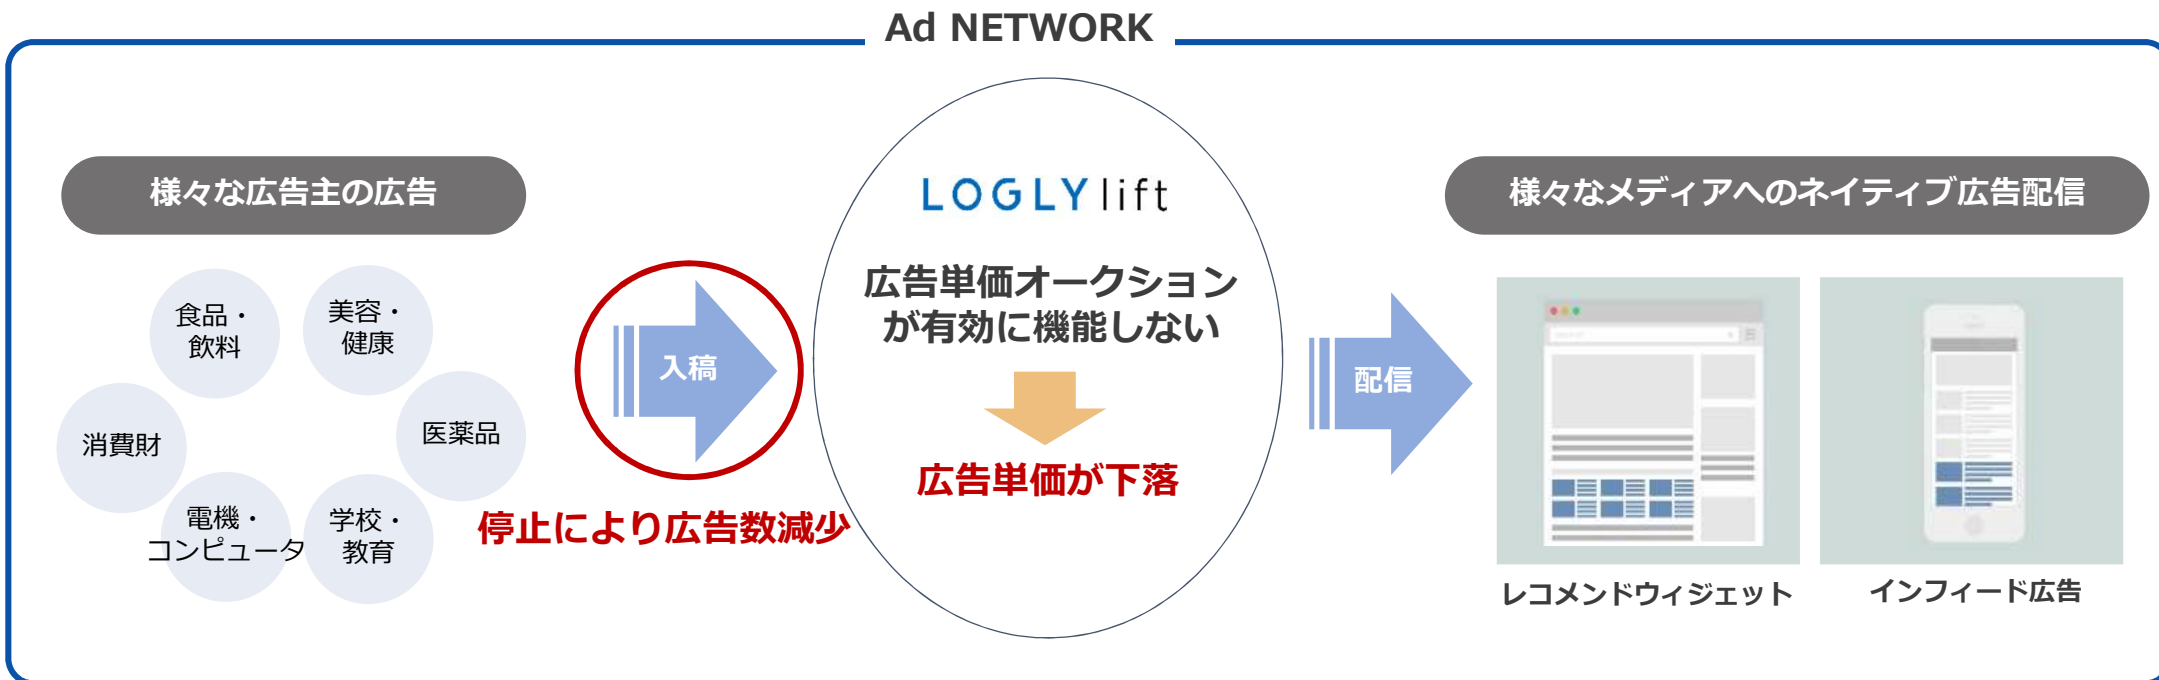 Ad NETWORK
様々な広告主の広告
食品・
飲料
美容・
健康
消費財
医薬品
電機・
コンピュータ
学校・
教育
入稿
停止により広告数減少
LOGLY lift
広告単価オークション
が有効に機能しない
広告単価が下落
配信
様々なメディアへのネイティブ広告配信
レコメンドウィジェット
インフィード広告